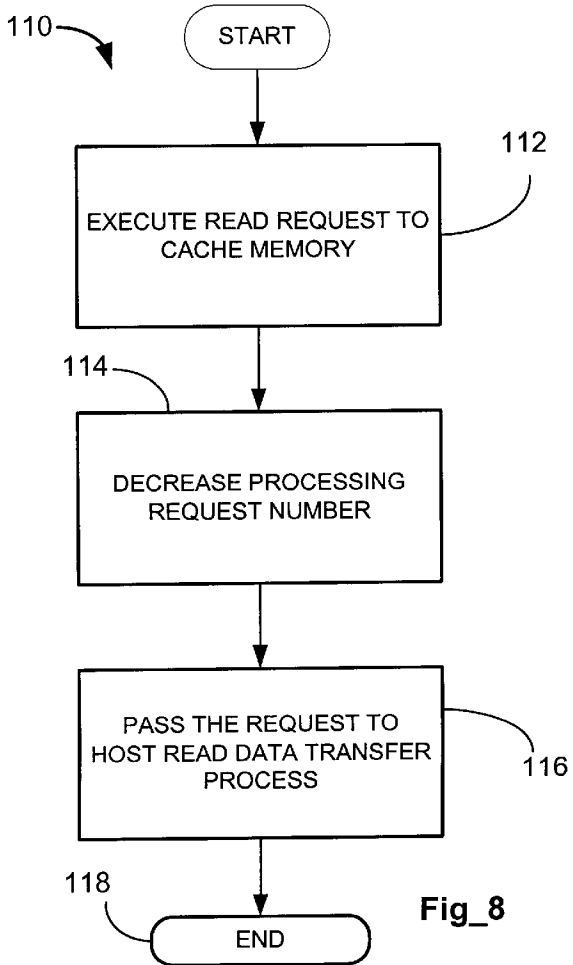 110
START
112
EXECUTE READ REQUEST TO
CACHE MEMORY
114
DECREASE PROCESSING
REQUEST NUMBER
PASS THE REQUEST TO
HOST READ DATA TRANSFER
PROCESS
116
118
END
Fig_8